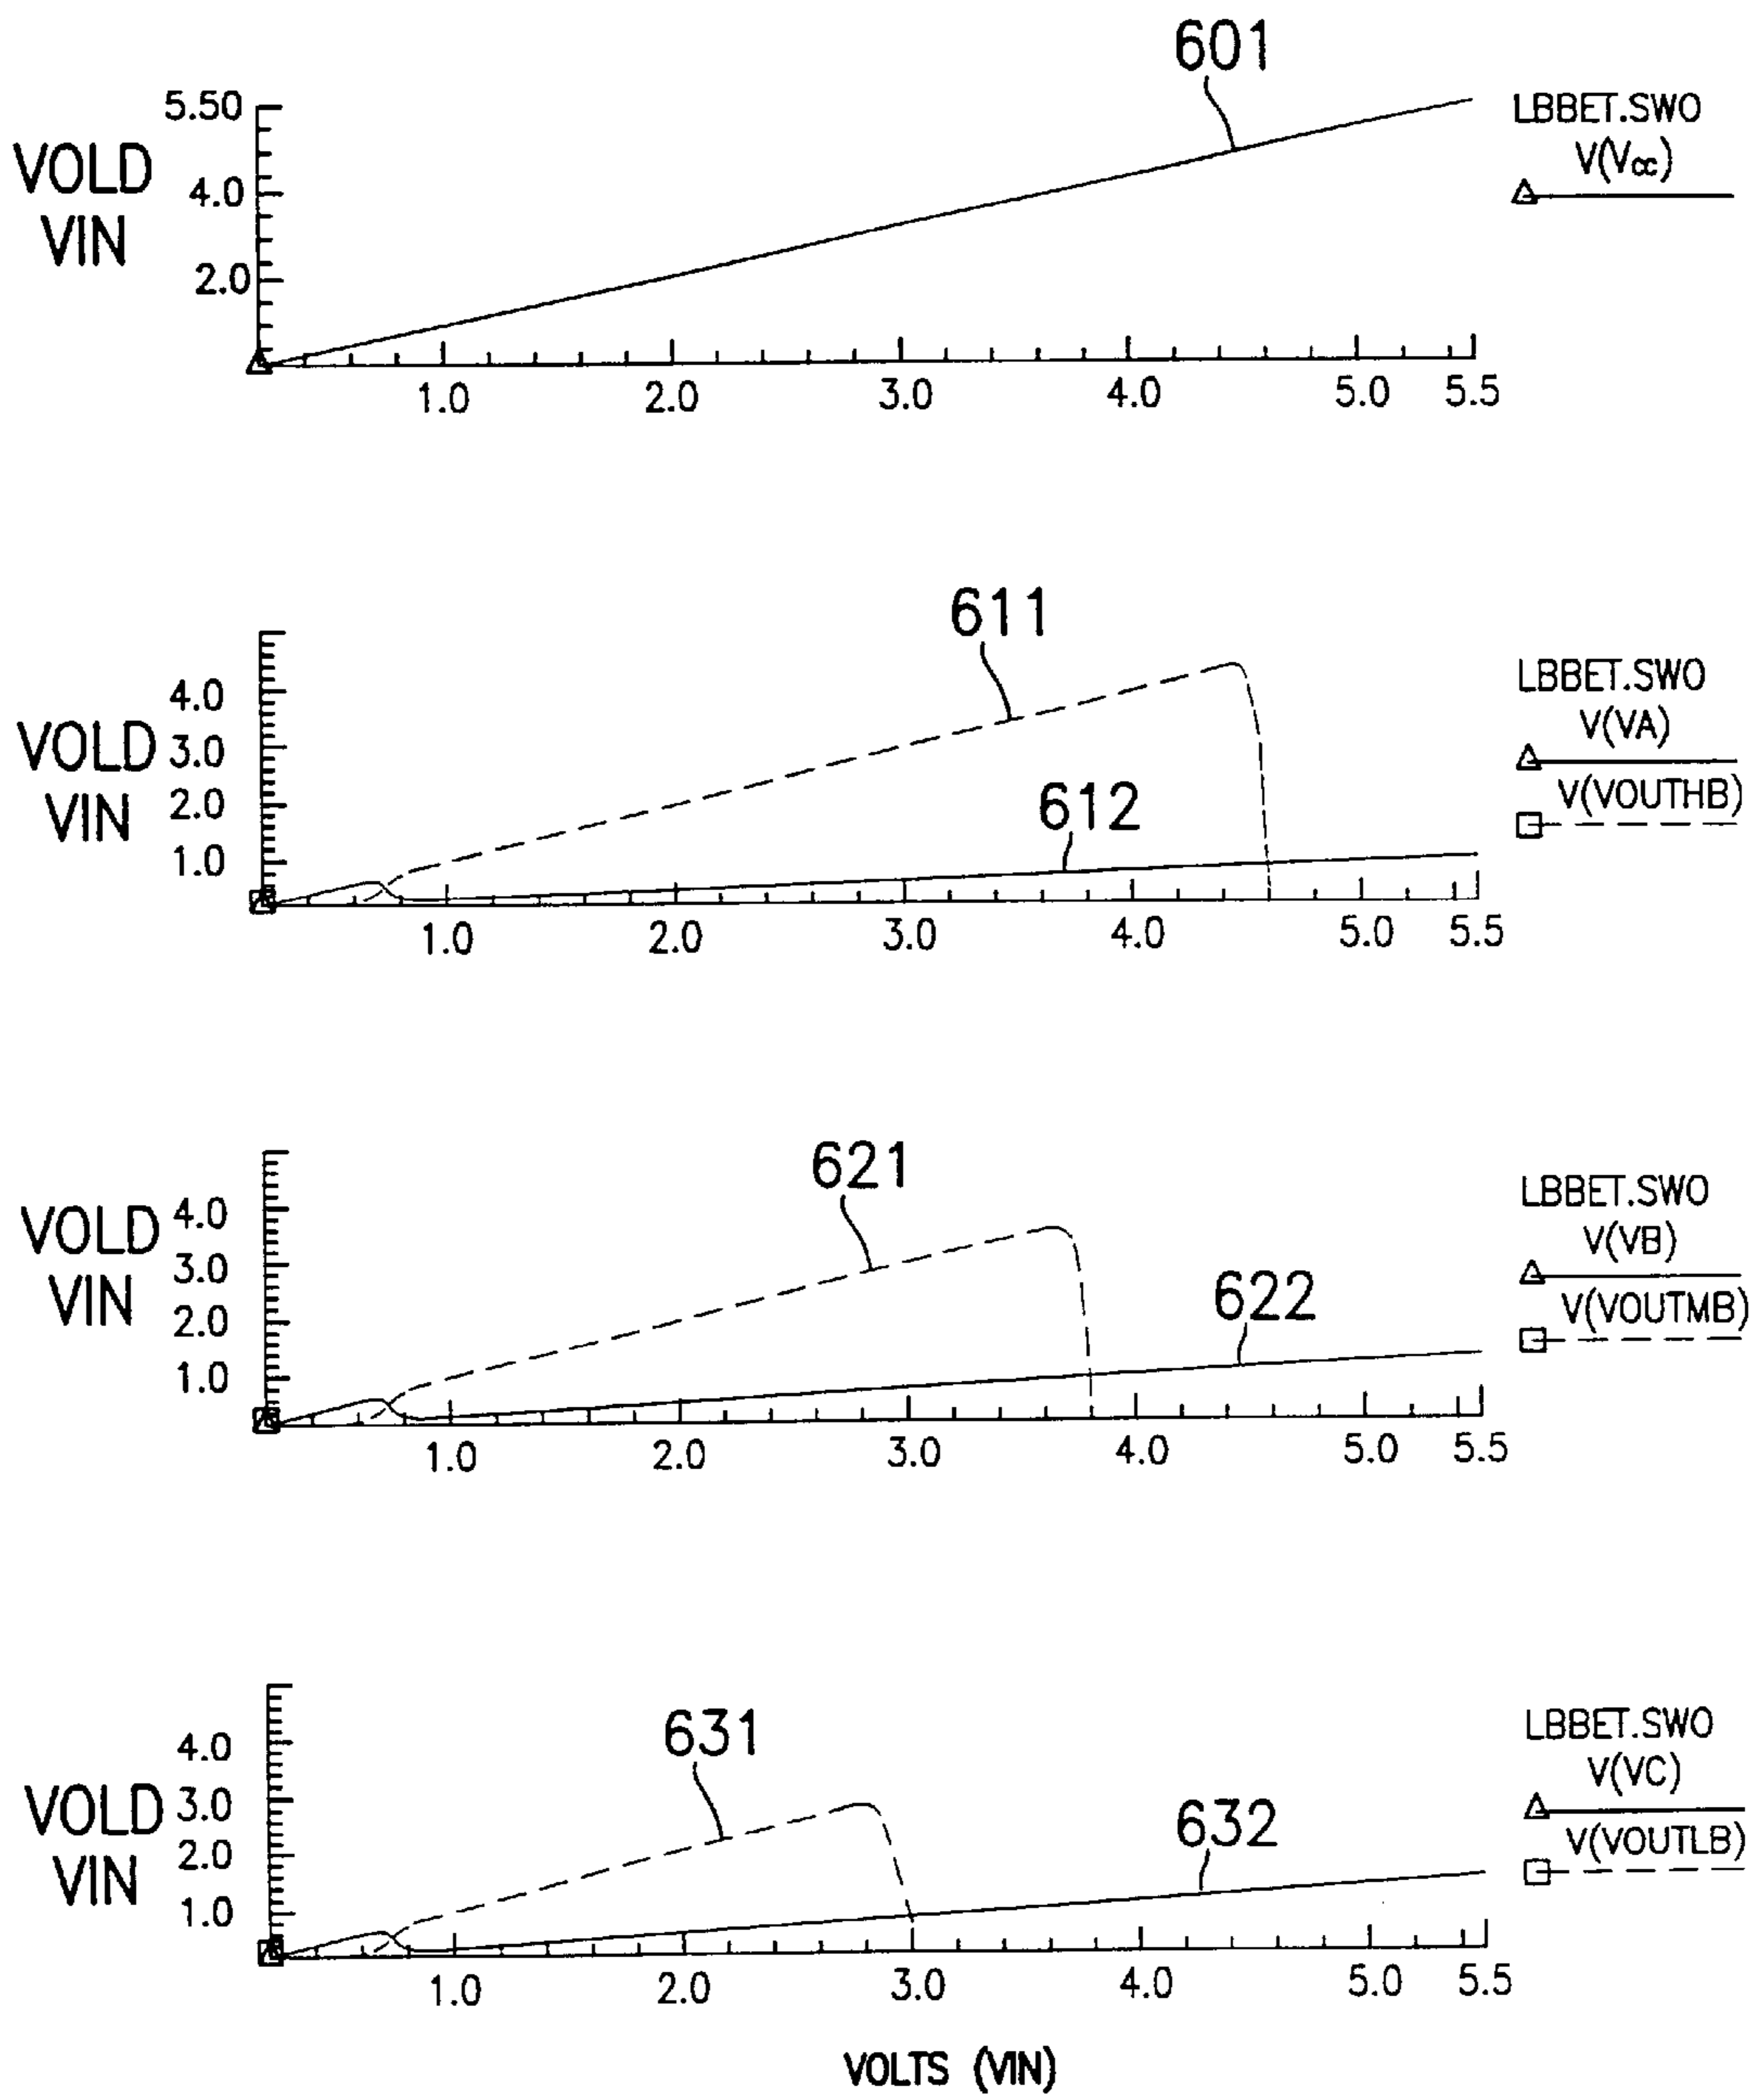 601
5.50
4.0
2.0
VOLD
VIN
LBBET.SWO
V(Vcc)
1.0 2.0 3.0 4.0 5.0 5.5
611
612
4.0
3.0
2.0
1.0
VOLD
VIN
LBBET.SWO
V(VA)
V(VOUTHB)
1.0 2.0 3.0 4.0 5.0 5.5
621
622
4.0
3.0
2.0
1.0
VOLD
VIN
LBBET.SWO
V(VB)
V(VOUTMB)
1.0 2.0 3.0 4.0 5.0 5.5
631
632
4.0
3.0
2.0
1.0
VOLD
VIN
LBBET.SWO
V(VC)
V(VOUTLB)
1.0 2.0 3.0 4.0 5.0 5.5
VOLTS (VIN)